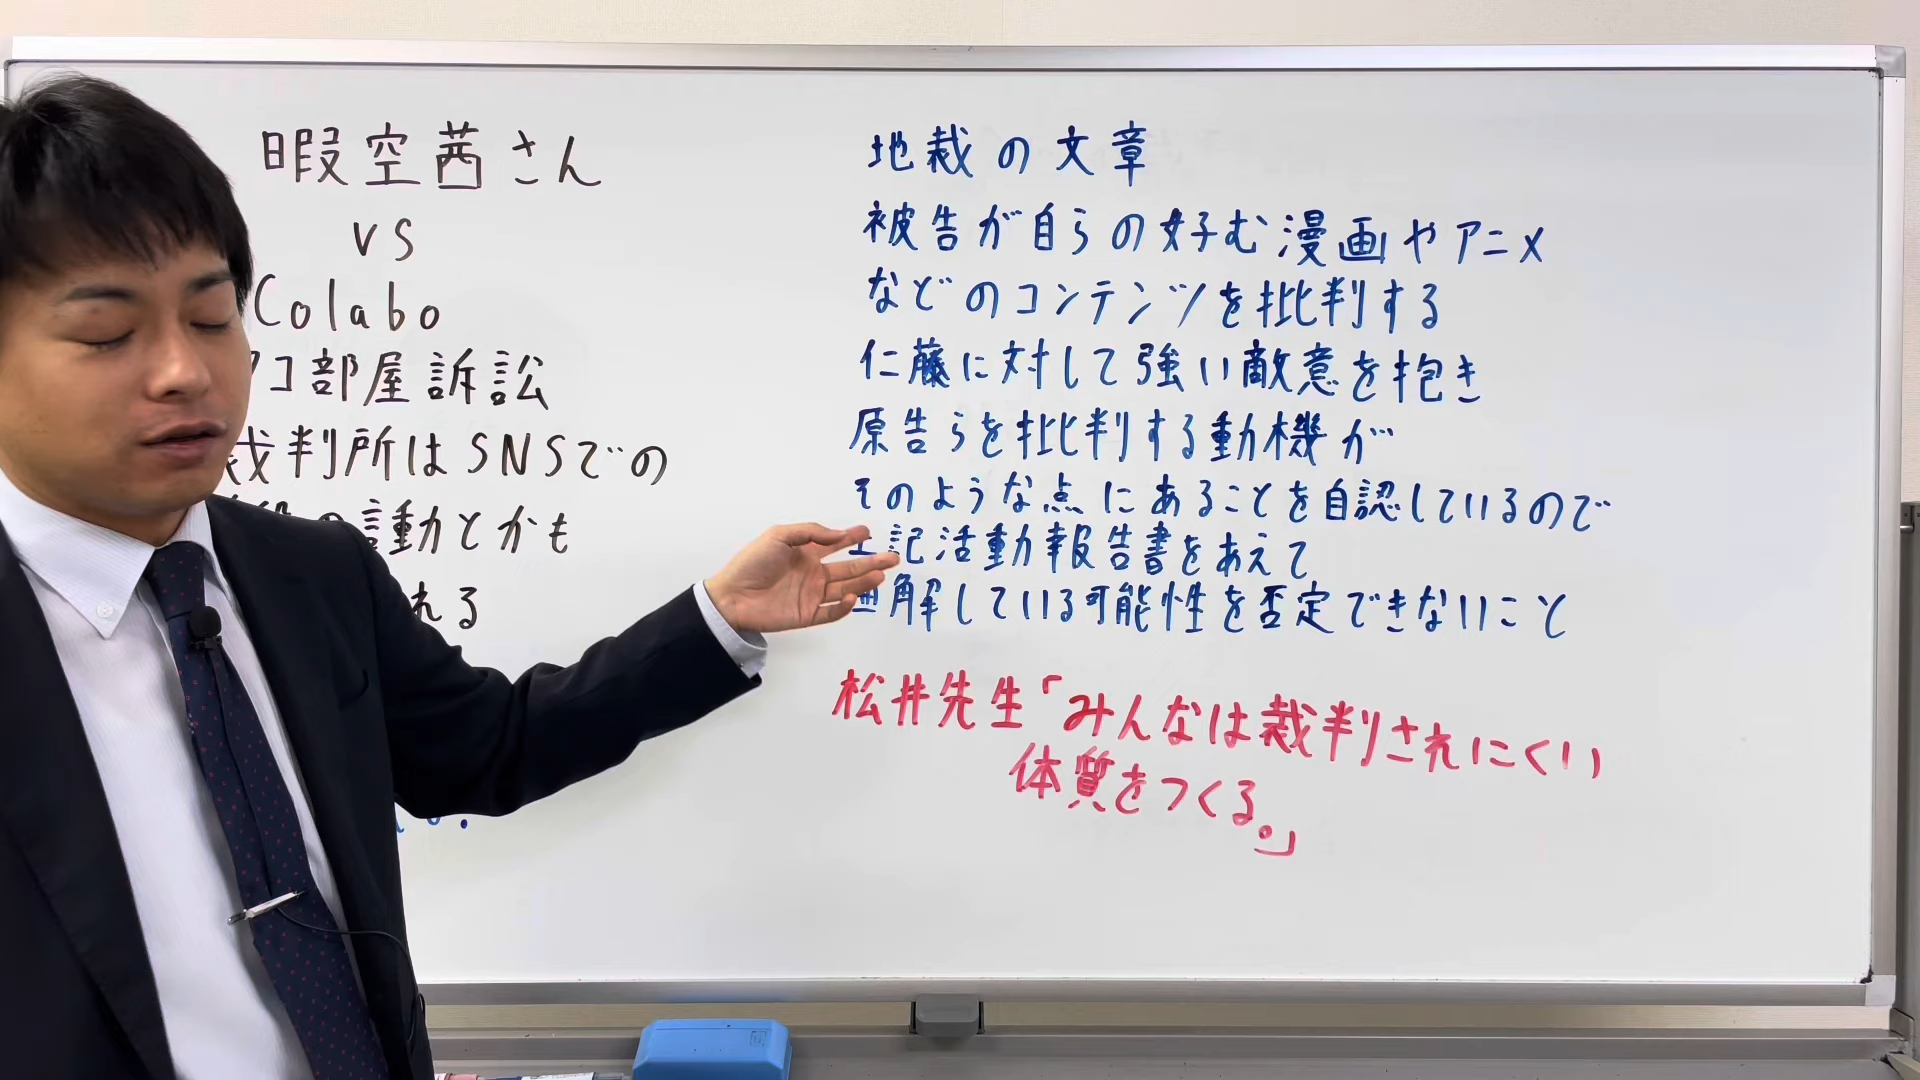 暇空茜さん
vs
Colabo
コ部屋訴訟
裁判所はSNSでの
言動とかも
れる
地裁の文章
被告が自らの好む漫画やアニメ
などのコンテンツを批判する
仁藤に対して強い敵意を抱き
原告らを批判する動機が
そのような点にあることを自認しているので
記活動報告書をあえて
解している可能性を否定できないこと
松井先生「みんなは裁判されにくい
体質をつくる。」